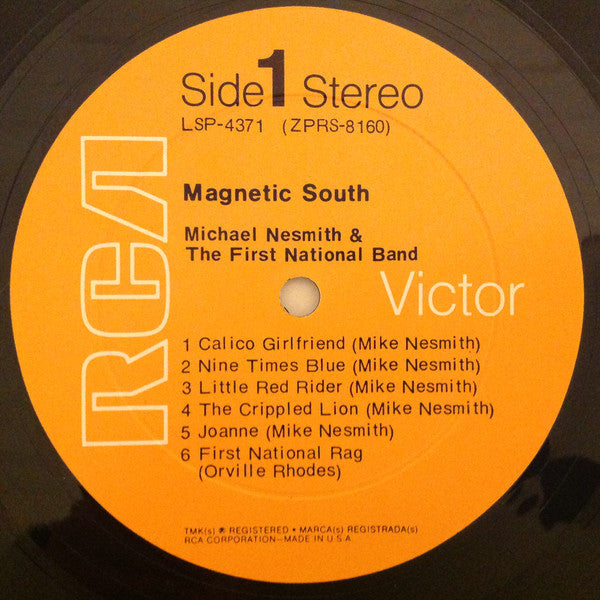 Side 1 Stereo
LSP-4371 (ZPRS-8160)
RCA
Magnetic South
Michael Nesmith &
The First National Band
Victor
1 Calico Girlfriend (Mike Nesmith)
2 Nine Times Blue (Mike Nesmith)
3 Little Red Rider (Mike Nesmith)
4 The Crippled Lion (Mike Nesmith)
5 Joanne (Mike Nesmith)
6 First National Rag
(Orville Rhodes)
TMK(s) ® REGISTERED • MARCA(s) REGISTRADA(s)
RCA CORPORATION—MADE IN U.S.A.